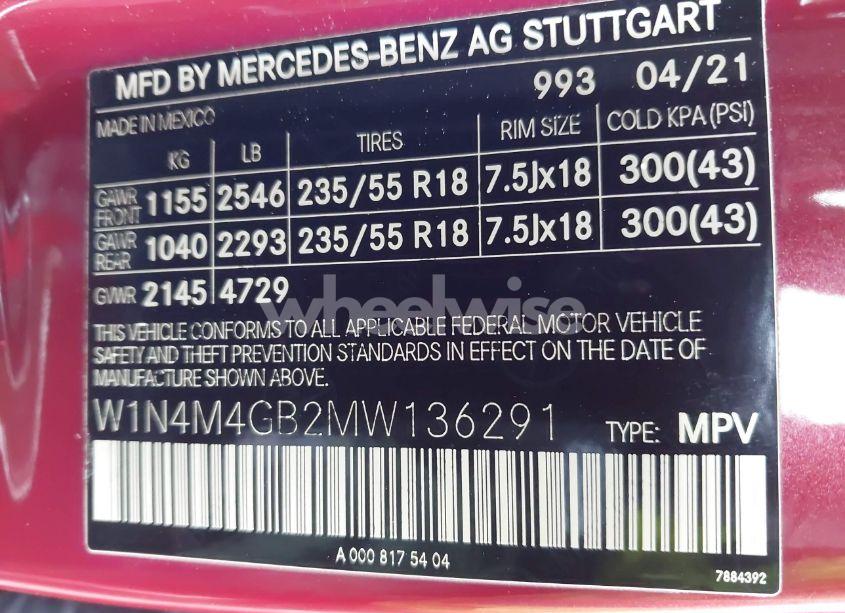 MFD BY MERCEDES-BENZ AG STUTTGART
993 04/21
MADE IN MEXICO
KG LB TIRES RIM SIZE COLD KPA (PSI)
GAWR FRONT 1155 2546 235/55 R18 7.5Jx18 300(43)
GAWR REAR 1040 2293 235/55 R18 7.5Jx18 300(43)
GVWR 2145 4729
wheelwise
THIS VEHICLE CONFORMS TO ALL APPLICABLE FEDERAL MOTOR VEHICLE
SAFETY AND THEFT PREVENTION STANDARDS IN EFFECT ON THE DATE OF
MANUFACTURE SHOWN ABOVE.
W1N4M4GB2MW136291 TYPE: MPV
A 000 817 54 04
7884392